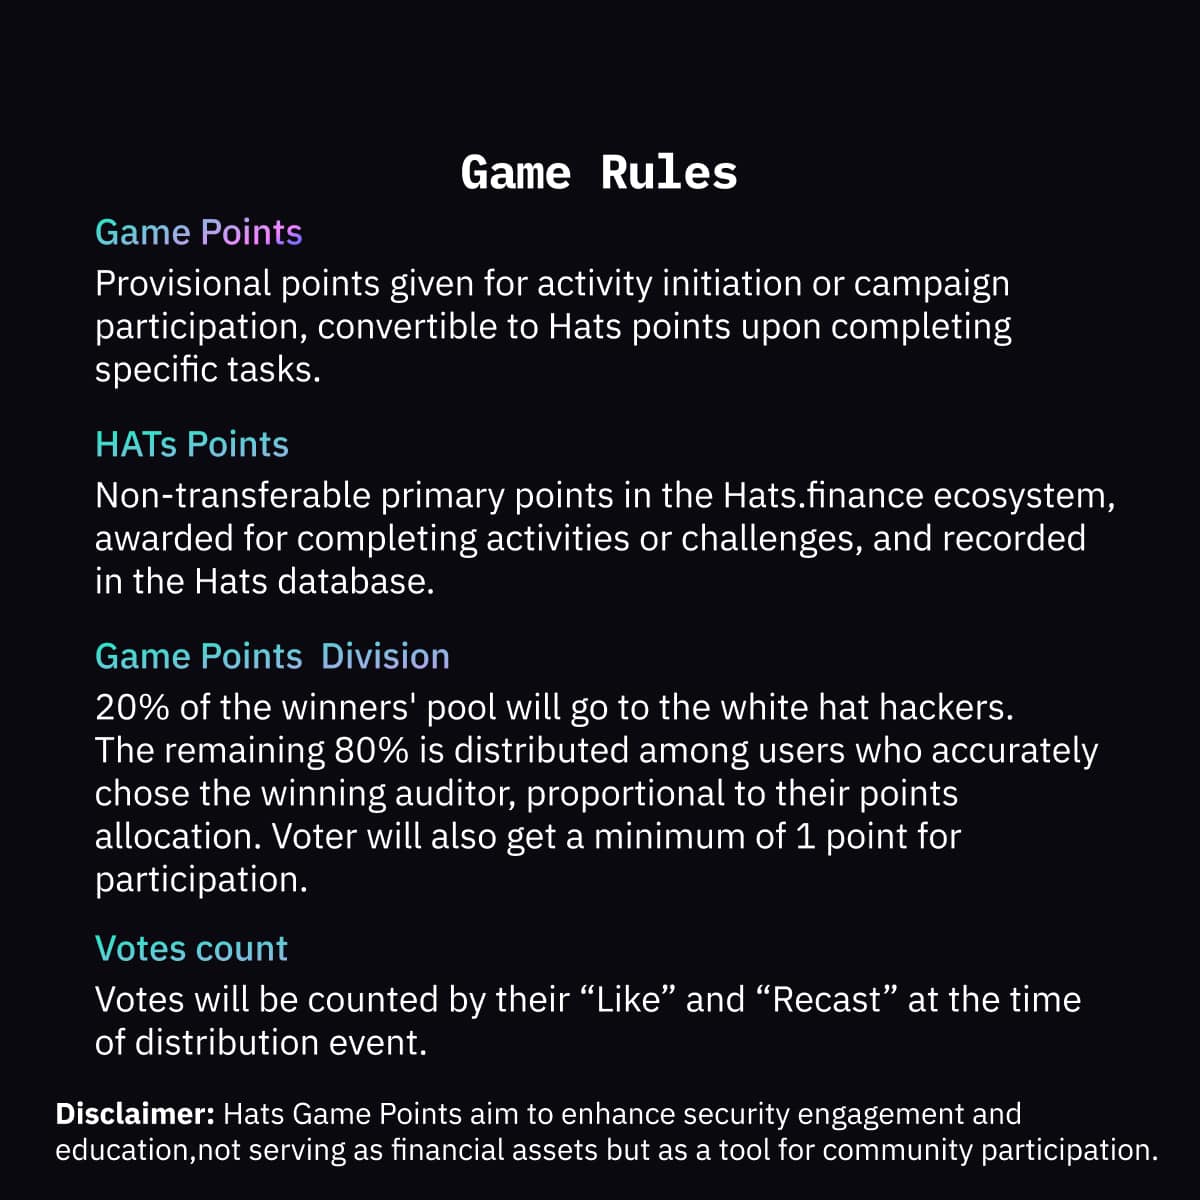 Game Rules
Game Points
Provisional points given for activity initiation or campaign
participation, convertible to Hats points upon completing
specific tasks.
HATs Points
Non-transferable primary points in the Hats.finance ecosystem,
awarded for completing activities or challenges, and recorded
in the Hats database.
Game Points  Division
20% of the winners' pool will go to the white hat hackers.
The remaining 80% is distributed among users who accurately
chose the winning auditor, proportional to their points
allocation. Voter will also get a minimum of 1 point for
participation.
Votes count
Votes will be counted by their “Like” and “Recast” at the time
of distribution event.
Disclaimer: Hats Game Points aim to enhance security engagement and
education,not serving as financial assets but as a tool for community participation.